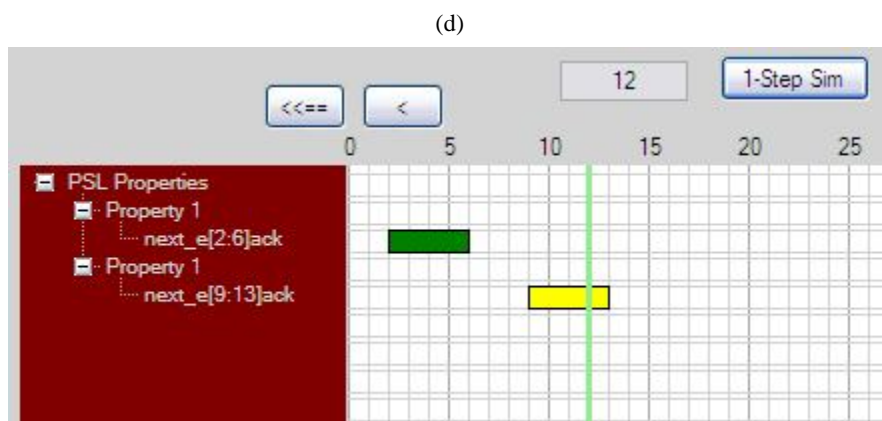 (d)
12 1-Step Sim
<<== <
0 5 10 15 20 25
PSL Properties
Property 1
next_e[2:6]ack
Property 1
next_e[9:13]ack